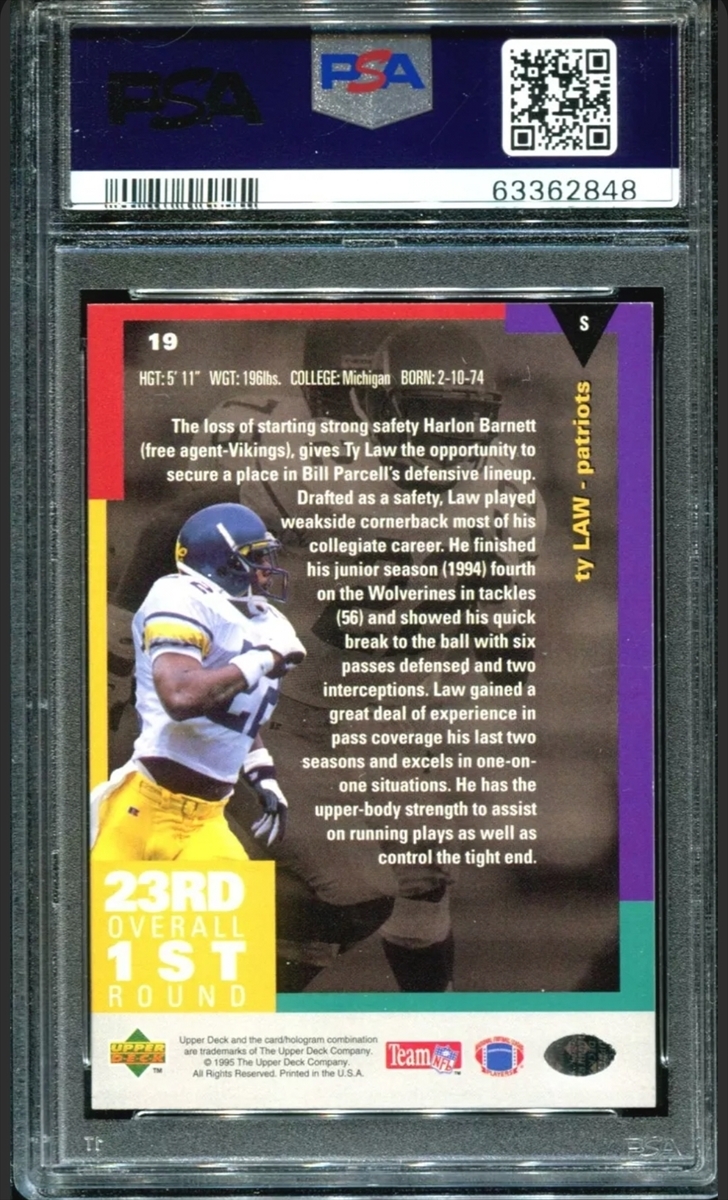 PSA
PSA
63362848
19
S
HGT: 5' 11" WGT: 196lbs. COLLEGE: Michigan BORN: 2-10-74
ty LAW - patriots
The loss of starting strong safety Harlon Barnett
(free agent-Vikings), gives Ty Law the opportunity to
secure a place in Bill Parcell's defensive lineup.
Drafted as a safety, Law played
weakside cornerback most of his
collegiate career. He finished
his junior season (1994) fourth
on the Wolverines in tackles
(56) and showed his quick
break to the ball with six
passes defensed and two
interceptions. Law gained a
great deal of experience in
pass coverage his last two
seasons and excels in one-on-
one situations. He has the
upper-body strength to assist
on running plays as well as
control the tight end.
23RD
OVERALL
1ST
ROUND
UPPER
DECK
TM
Upper Deck and the card/hologram combination
are trademarks of The Upper Deck Company.
© 1995 The Upper Deck Company.
All Rights Reserved. Printed in the U.S.A.
Team NFL TM
PLAYERS
PSA